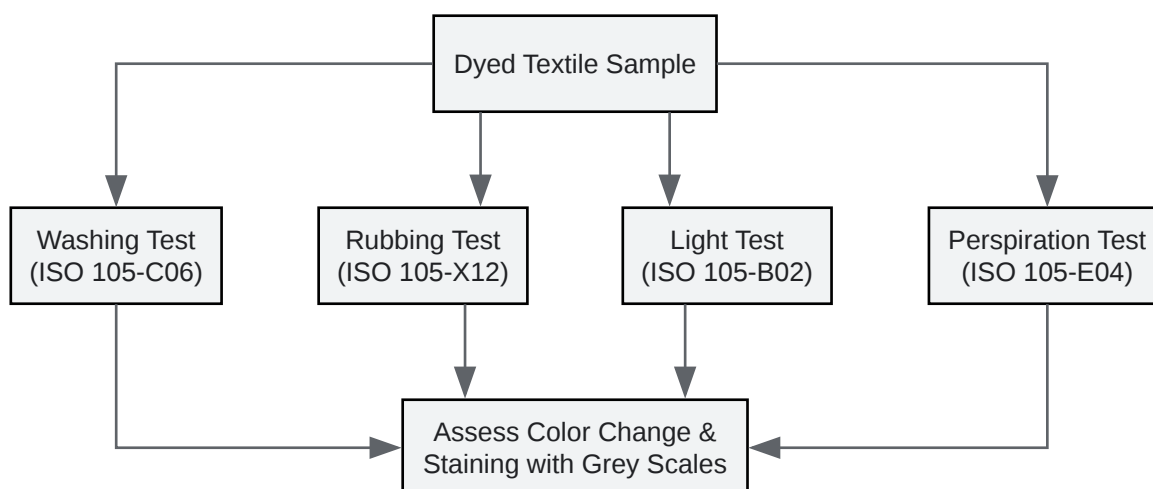 Dyed Textile Sample
Washing Test
(ISO 105-C06)
Rubbing Test
(ISO 105-X12)
Light Test
(ISO 105-B02)
Perspiration Test
(ISO 105-E04)
Assess Color Change &
Staining with Grey Scales